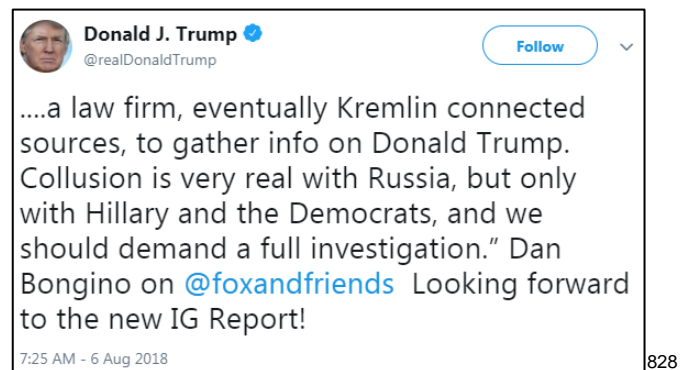 Donald J. Trump
@realDonaldTrump
Follow
....a law firm, eventually Kremlin connected
sources, to gather info on Donald Trump.
Collusion is very real with Russia, but only
with Hillary and the Democrats, and we
should demand a full investigation.” Dan
Bongino on @foxandfriends Looking forward
to the new IG Report!
7:25 AM - 6 Aug 2018
828